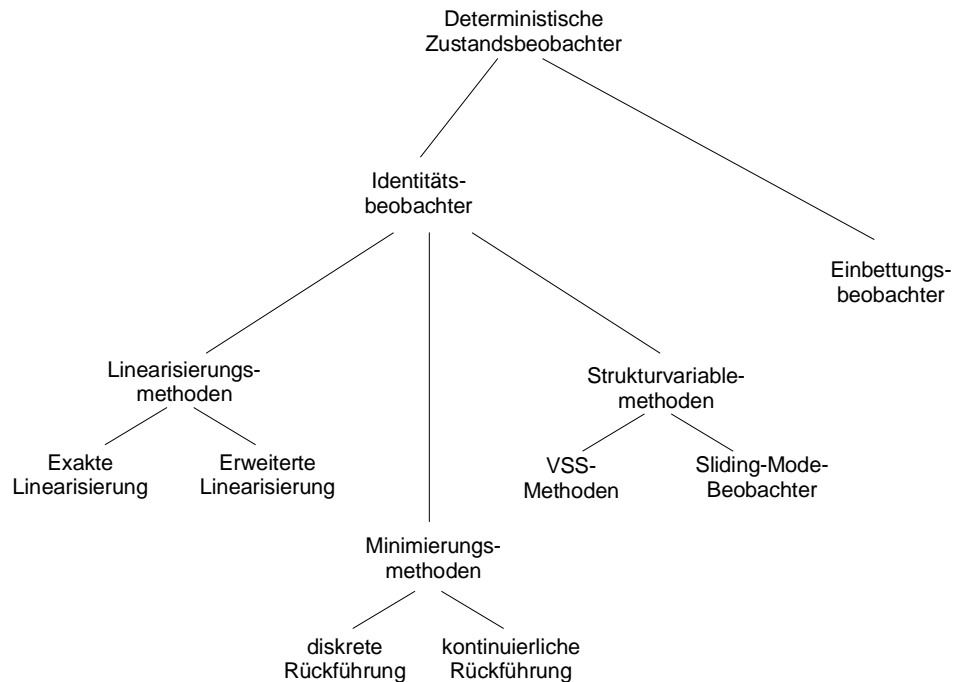 Deterministische
Zustandsbeobachter
Identitäts-
beobachter
Einbettungs-
beobachter
Linearisierungs-
methoden
Strukturvariable-
methoden
Exakte
Linearisierung
Erweiterte
Linearisierung
VSS-
Methoden
Sliding-Mode-
Beobachter
Minimierungs-
methoden
diskrete
Rückführung
kontinuierliche
Rückführung